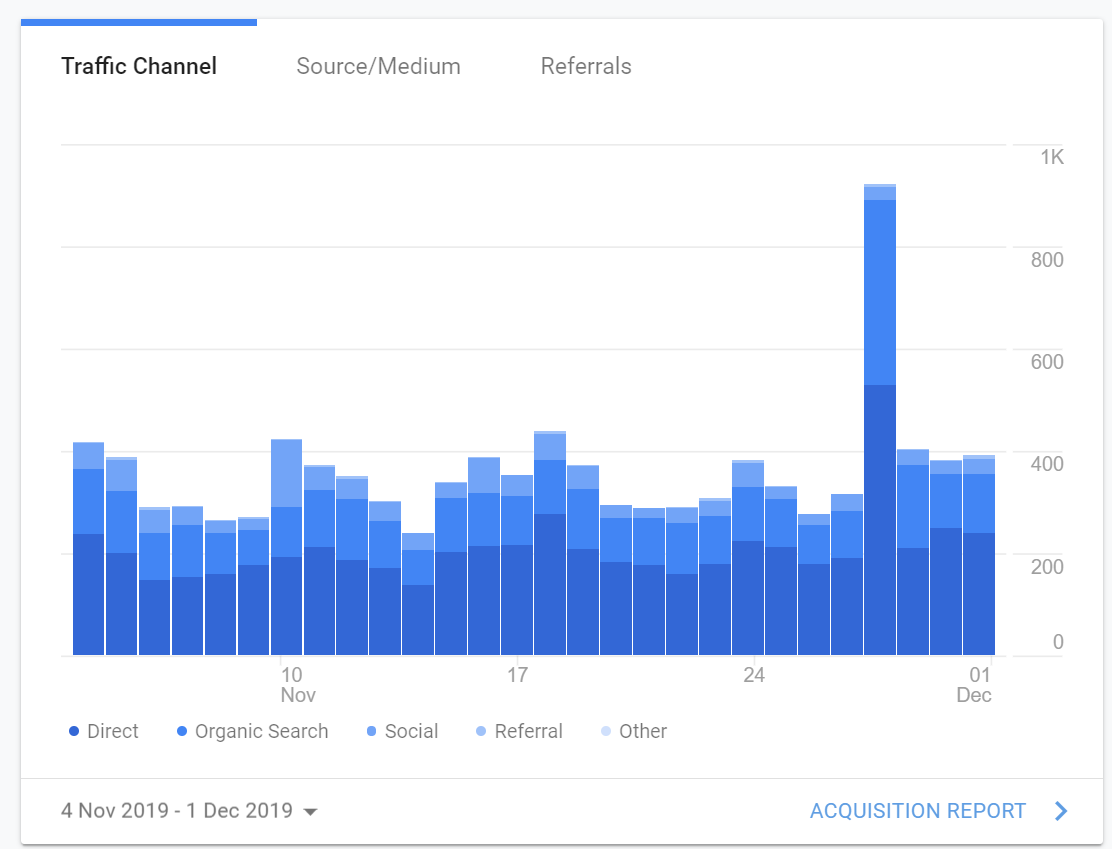 Traffic Channel Source/Medium Referrals
1K
800
600
400
200
0
10 17 24 01
Nov Dec
Direct Organic Search Social Referral Other
4 Nov 2019 - 1 Dec 2019 ACQUISITION REPORT